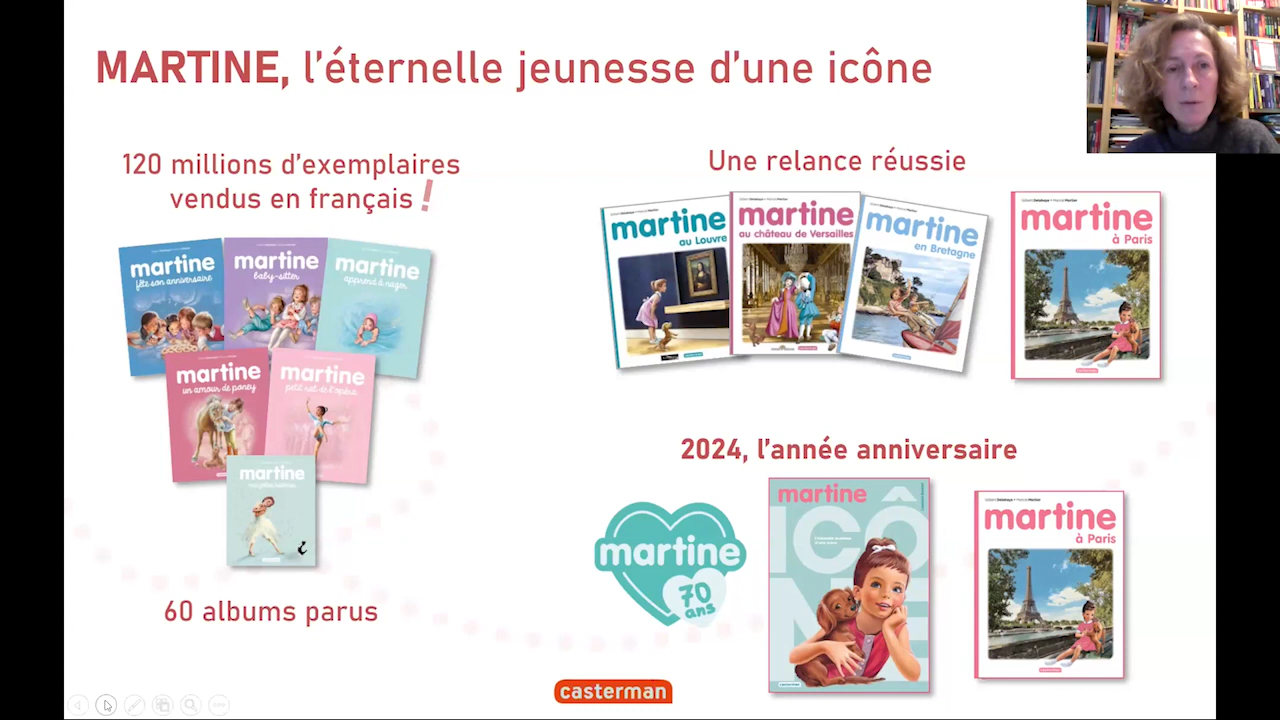 MARTINE, l'éternelle jeunesse d'une icône
120 millions d'exemplaires
vendus en français !
martine
fête son anniversaire
martine
baby-sitter
martine
apprend à nager
martine
un amour de poney
martine
petit rat de l'opéra
martine
60 albums parus
Une relance réussie
martine
au Louvre
martine
au château de Versailles
martine
en Bretagne
martine
à Paris
2024, l'année anniversaire
martine
70
ans
martine
ICÔNE
martine
à Paris
casterman